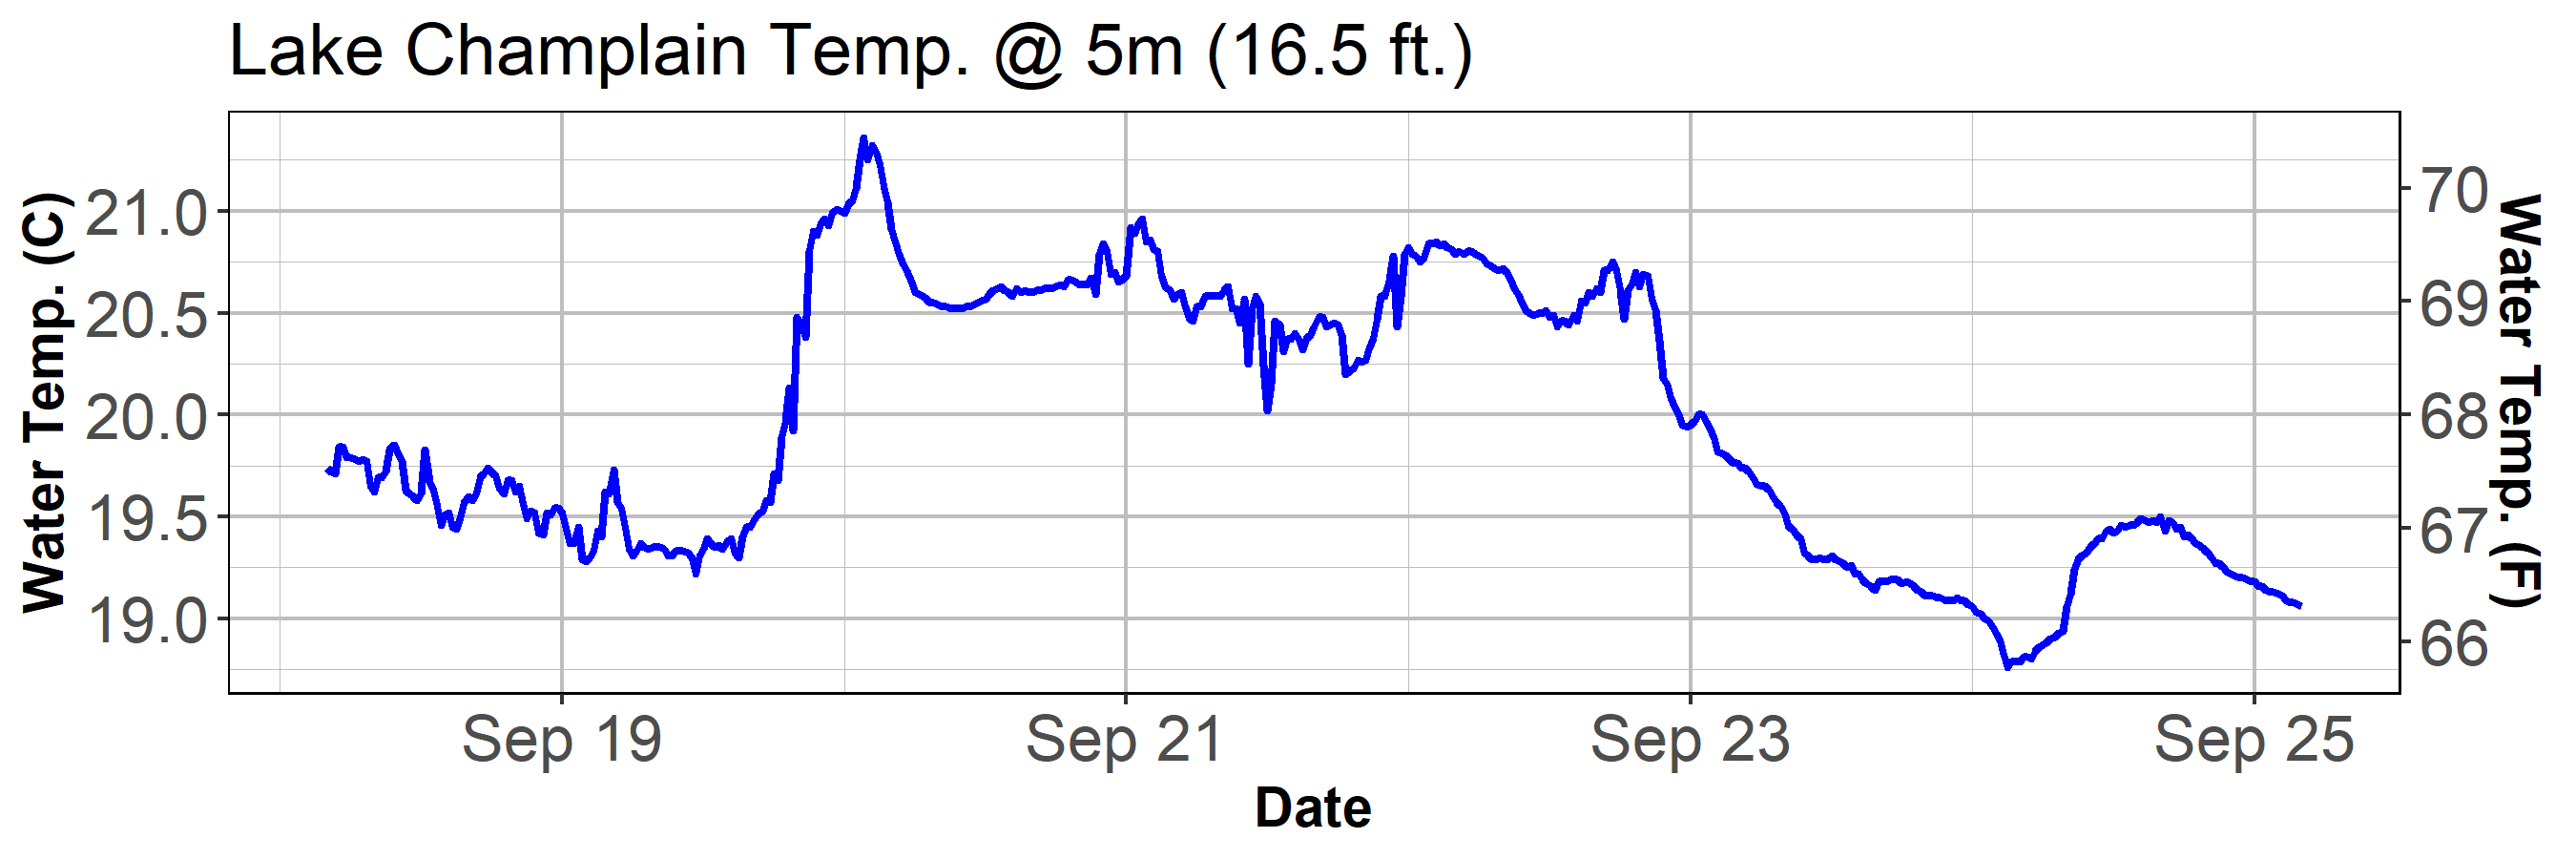 Lake Champlain Temp. @ 5m (16.5 ft.)
Water Temp. (C)
21.0
20.5
20.0
19.5
19.0
70
69
68
67
66
Water Temp. (F)
Sep 19
Sep 21
Sep 23
Sep 25
Date